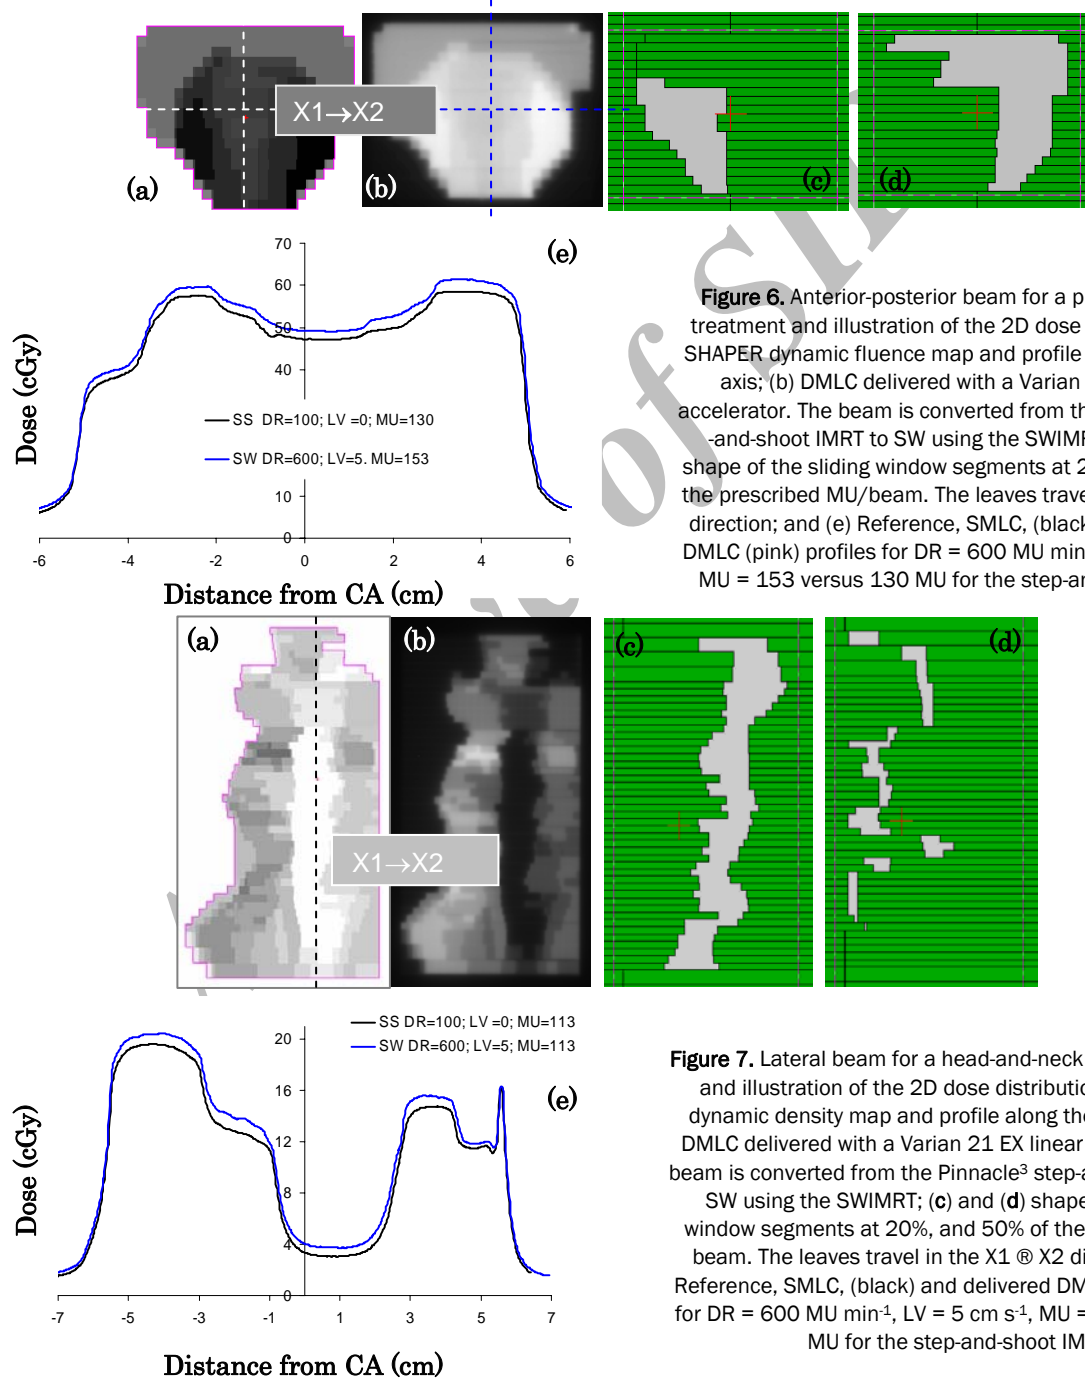 X1→X2
(a)
(b)
(c)
(d)
(e)
70
60
50
40
10
0
-6
-4
-2
0
2
4
6
Dose (cGy)
SS DR=100; LV =0; MU=130
SW DR=600; LV=5. MU=153
Distance from CA (cm)
Figure 6. Anterior-posterior beam for a p
treatment and illustration of the 2D dose
SHAPER dynamic fluence map and profile
axis; (b) DMLC delivered with a Varian
accelerator. The beam is converted from th
-and-shoot IMRT to SW using the SWIMR
shape of the sliding window segments at 2
the prescribed MU/beam. The leaves trave
direction; and (e) Reference, SMLC, (black
DMLC (pink) profiles for DR = 600 MU min
MU = 153 versus 130 MU for the step-an
(a)
(b)
(c)
(d)
X1→X2
SS DR=100; LV =0; MU=113
SW DR=600; LV=5; MU=113
(e)
20
16
12
8
4
0
-7
-5
-3
-1
1
3
5
7
Dose (cGy)
Distance from CA (cm)
Figure 7. Lateral beam for a head-and-neck
and illustration of the 2D dose distributio
dynamic density map and profile along the
DMLC delivered with a Varian 21 EX linear
beam is converted from the Pinnacle³ step-a
SW using the SWIMRT; (c) and (d) shape
window segments at 20%, and 50% of the
beam. The leaves travel in the X1 ® X2 di
Reference, SMLC, (black) and delivered DM
for DR = 600 MU min-1, LV = 5 cm s-1, MU =
MU for the step-and-shoot IM
of SI